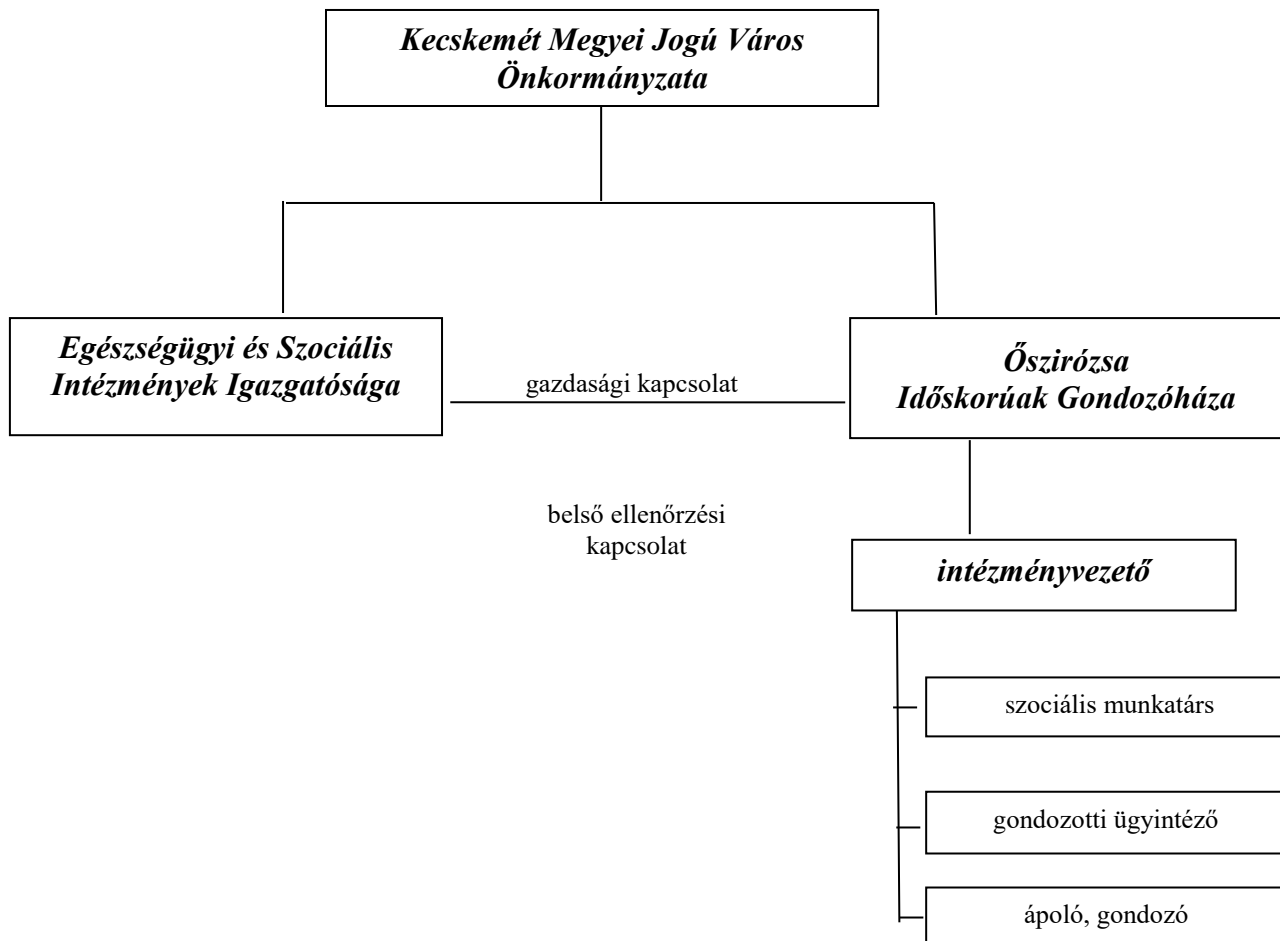 Kecskemét Megyei Jogú Város
Önkormányzata
Egészségügyi és Szociális
Intézmények Igazgatósága
gazdasági kapcsolat
Őszirózsa
Időskorúak Gondozóháza
belső ellenőrzési
kapcsolat
intézményvezető
szociális munkatárs
gondozotti ügyintéző
ápoló, gondozó